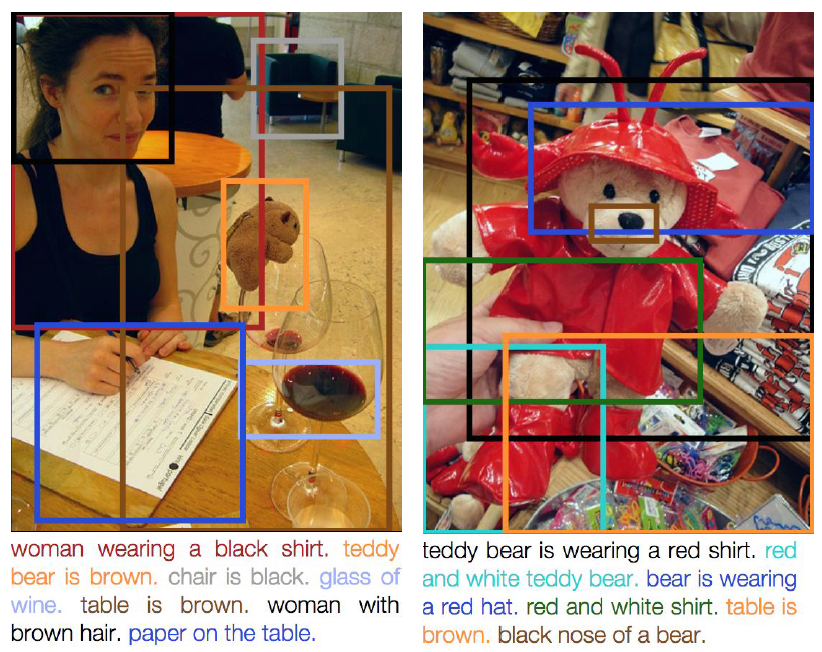 woman wearing a black shirt. teddy
bear is brown. chair is black. glass of
wine. table is brown. woman with
brown hair. paper on the table.
teddy bear is wearing a red shirt. red
and white teddy bear. bear is wearing
a red hat. red and white shirt. table is
brown. black nose of a bear.